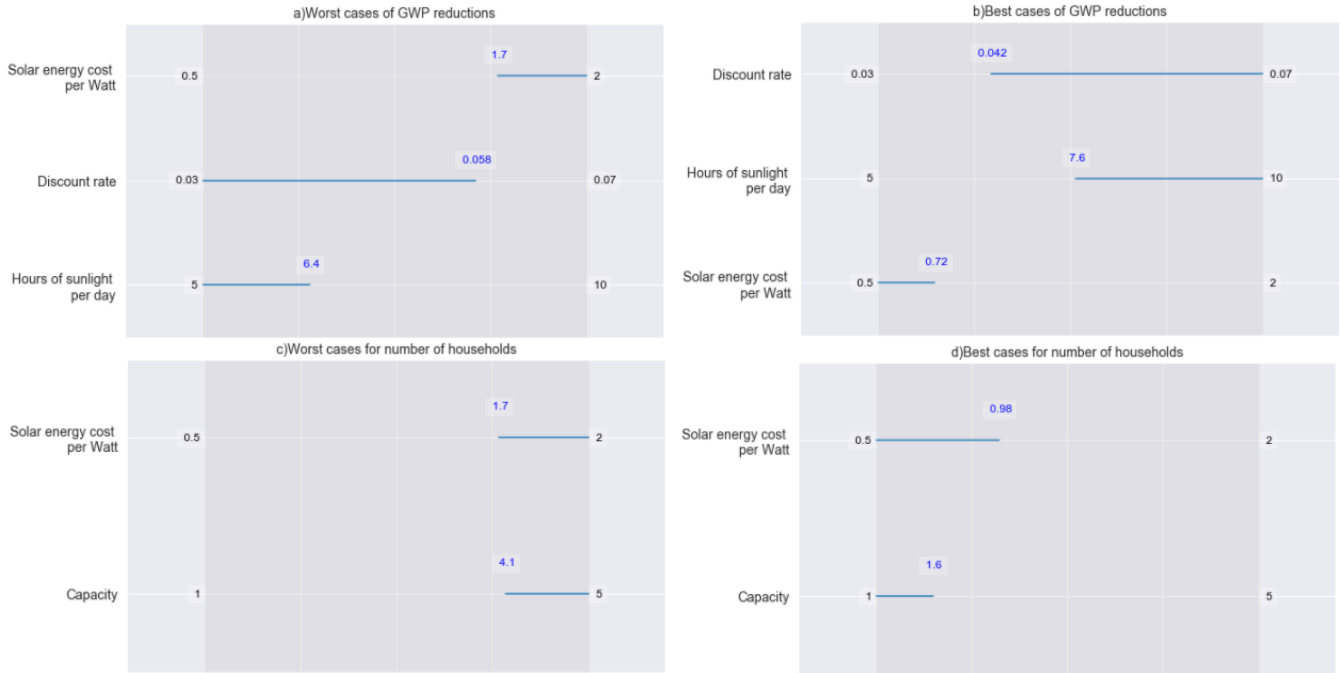 a)Worst cases of GWP reductions
1.7
Solar energy cost
per Watt
0.5
2
0.058
Discount rate
0.03
0.07
6.4
Hours of sunlight
per day
5
10
b)Best cases of GWP reductions
0.042
Discount rate
0.03
0.07
7.6
Hours of sunlight
per day
5
10
0.72
Solar energy cost
per Watt
0.5
2
c)Worst cases for number of households
1.7
Solar energy cost
per Watt
0.5
2
4.1
Capacity
1
5
d)Best cases for number of households
0.98
Solar energy cost
per Watt
0.5
2
1.6
Capacity
1
5